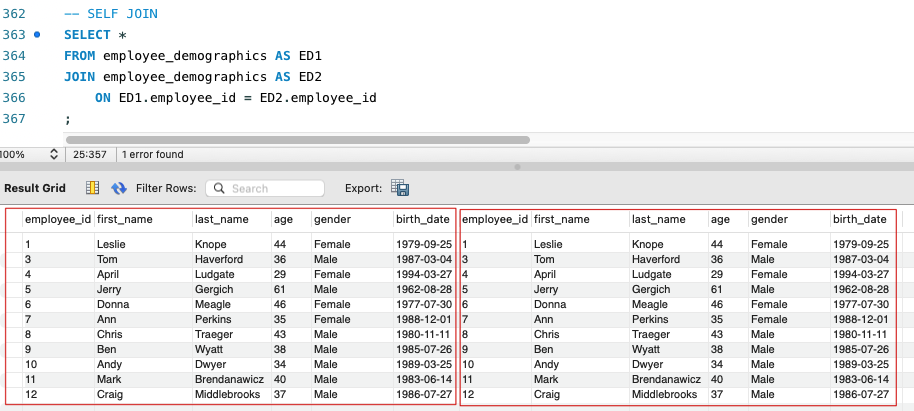 362 -- SELF JOIN
363 SELECT *
364 FROM employee_demographics AS ED1
365 JOIN employee_demographics AS ED2
366 ON ED1.employee_id = ED2.employee_id
367 ;
100% 25:357 1 error found
Result Grid Filter Rows: Search Export:
employee_id first_name last_name age gender birth_date employee_id first_name last_name age gender birth_date
1 Leslie Knope 44 Female 1979-09-25 1 Leslie Knope 44 Female 1979-09-25
3 Tom Haverford 36 Male 1987-03-04 3 Tom Haverford 36 Male 1987-03-04
4 April Ludgate 29 Female 1994-03-27 4 April Ludgate 29 Female 1994-03-27
5 Jerry Gergich 61 Male 1962-08-28 5 Jerry Gergich 61 Male 1962-08-28
6 Donna Meagle 46 Female 1977-07-30 6 Donna Meagle 46 Female 1977-07-30
7 Ann Perkins 35 Female 1988-12-01 7 Ann Perkins 35 Female 1988-12-01
8 Chris Traeger 43 Male 1980-11-11 8 Chris Traeger 43 Male 1980-11-11
9 Ben Wyatt 38 Male 1985-07-26 9 Ben Wyatt 38 Male 1985-07-26
10 Andy Dwyer 34 Male 1989-03-25 10 Andy Dwyer 34 Male 1989-03-25
11 Mark Brendanawicz 40 Male 1983-06-14 11 Mark Brendanawicz 40 Male 1983-06-14
12 Craig Middlebrooks 37 Male 1986-07-27 12 Craig Middlebrooks 37 Male 1986-07-27